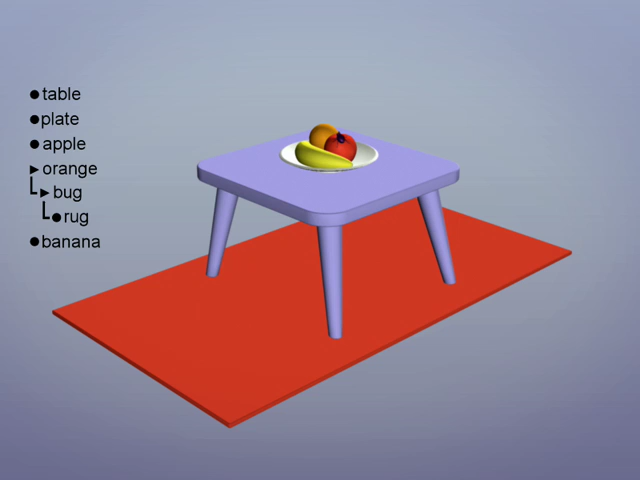 ● table
● plate
● apple
► orange
┗► bug
┗● rug
● banana